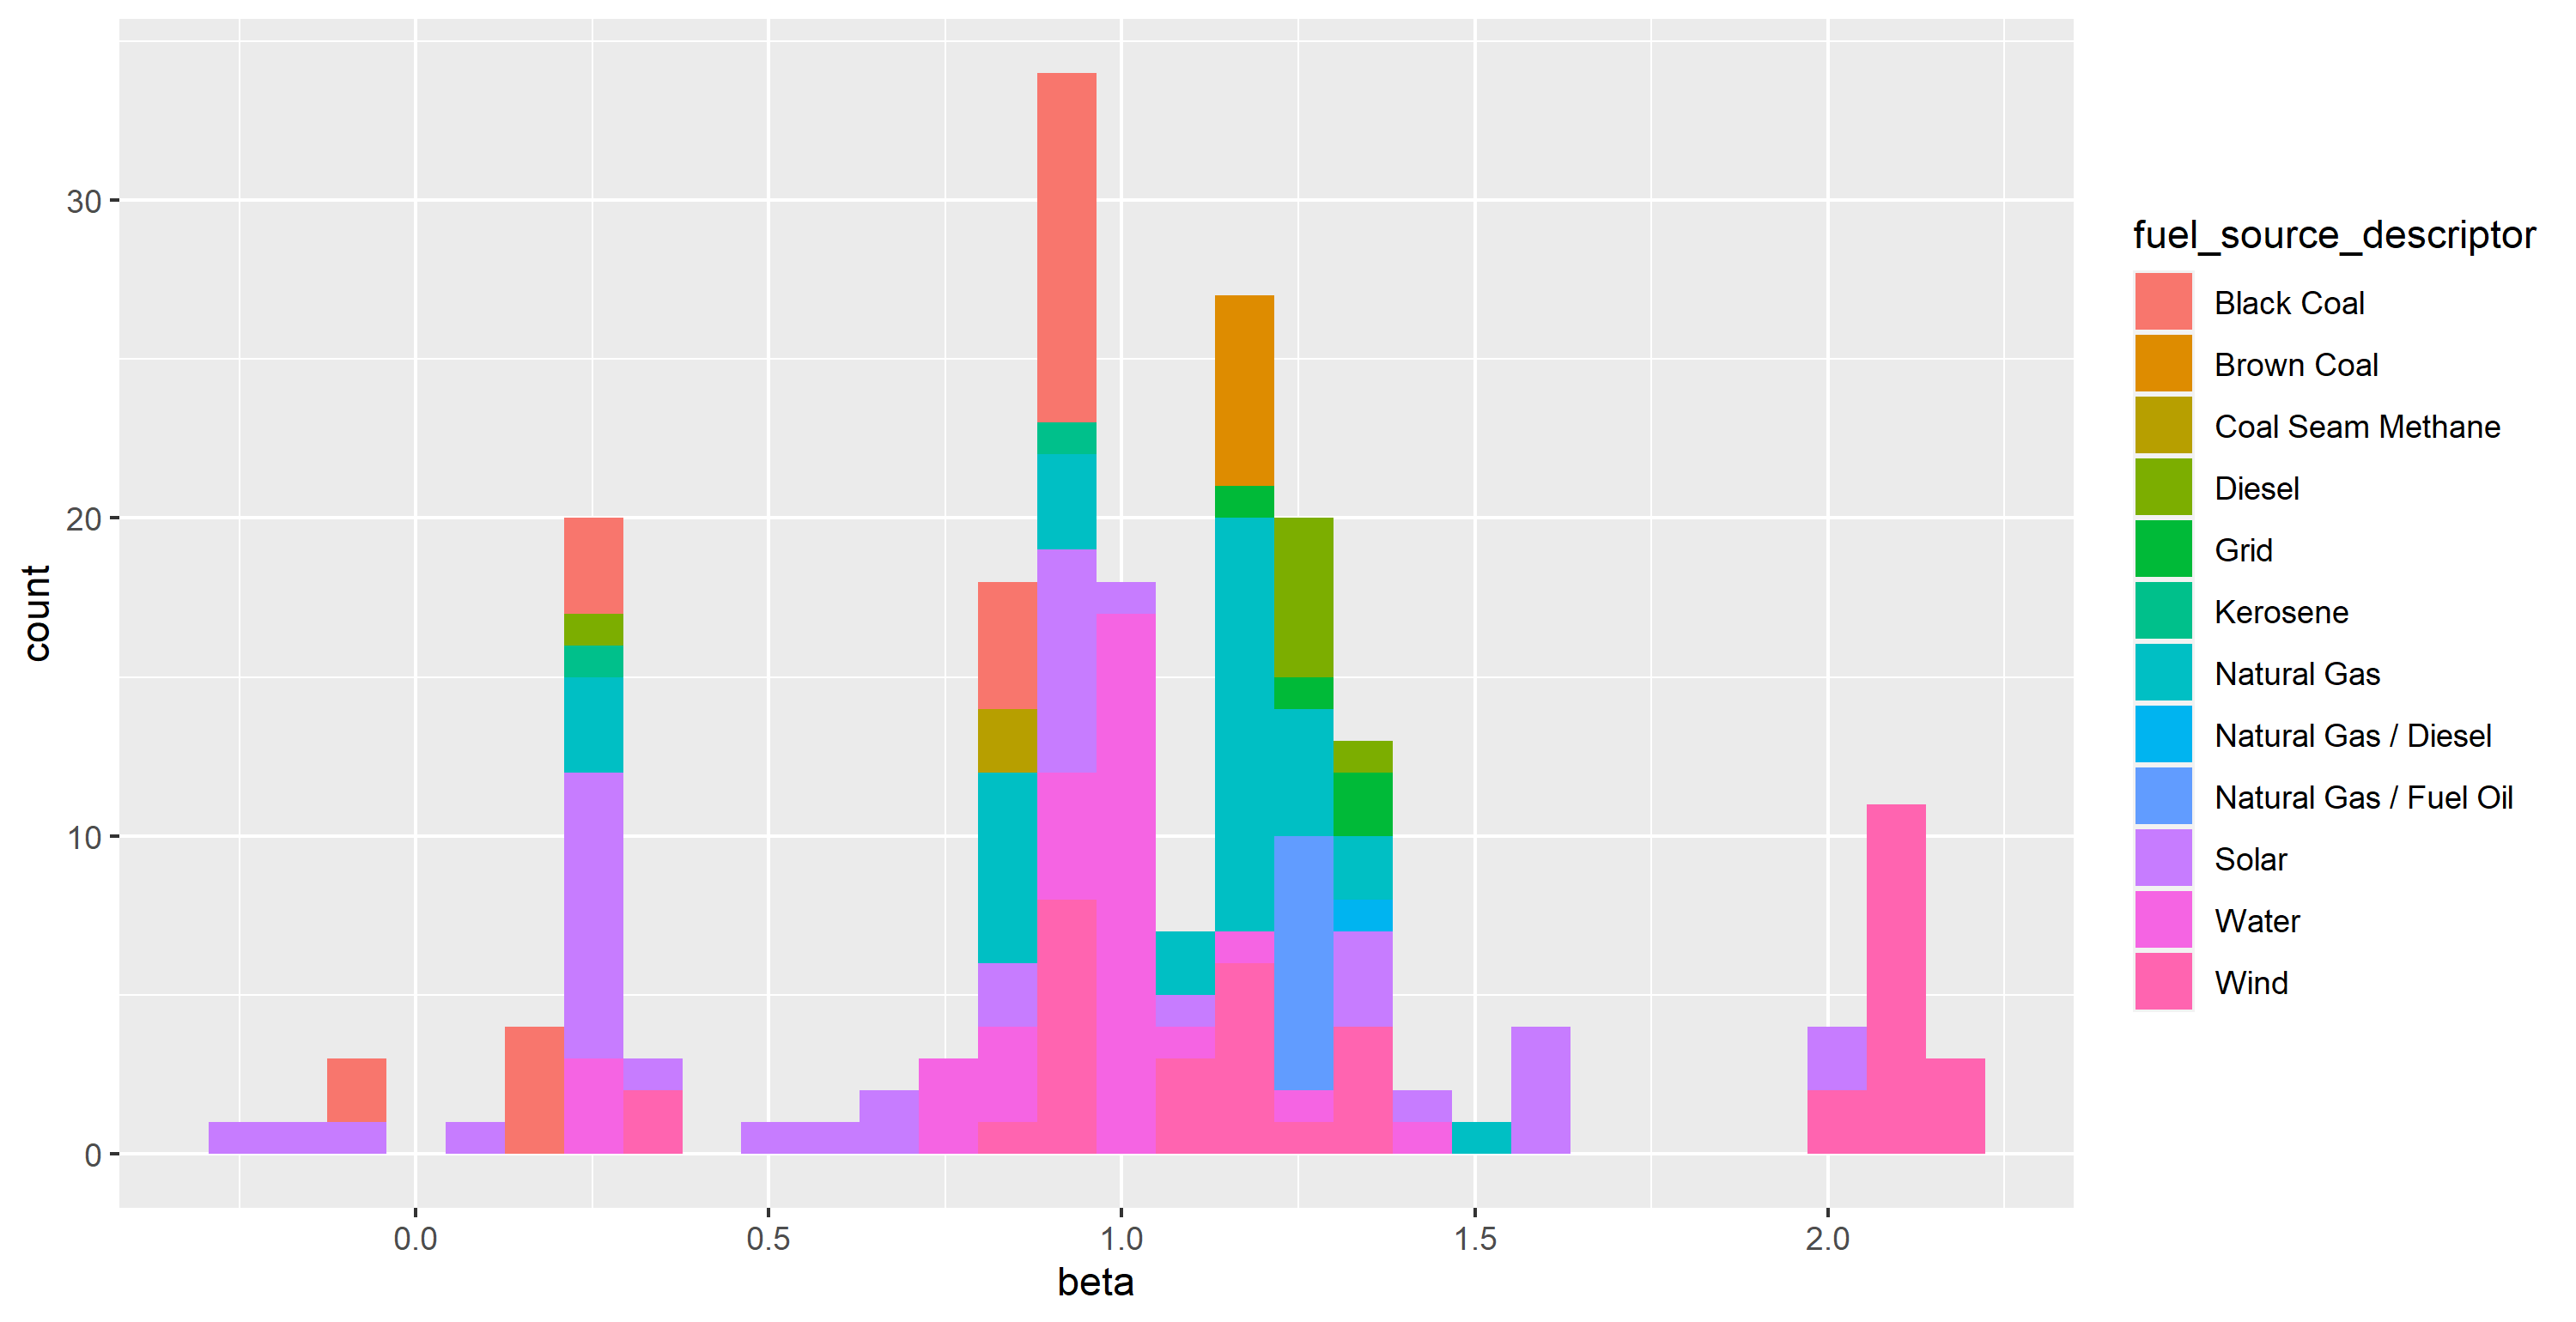 30
20
10
0
count
0.0 0.5 1.0 1.5 2.0
beta
fuel_source_descriptor
Black Coal
Brown Coal
Coal Seam Methane
Diesel
Grid
Kerosene
Natural Gas
Natural Gas / Diesel
Natural Gas / Fuel Oil
Solar
Water
Wind